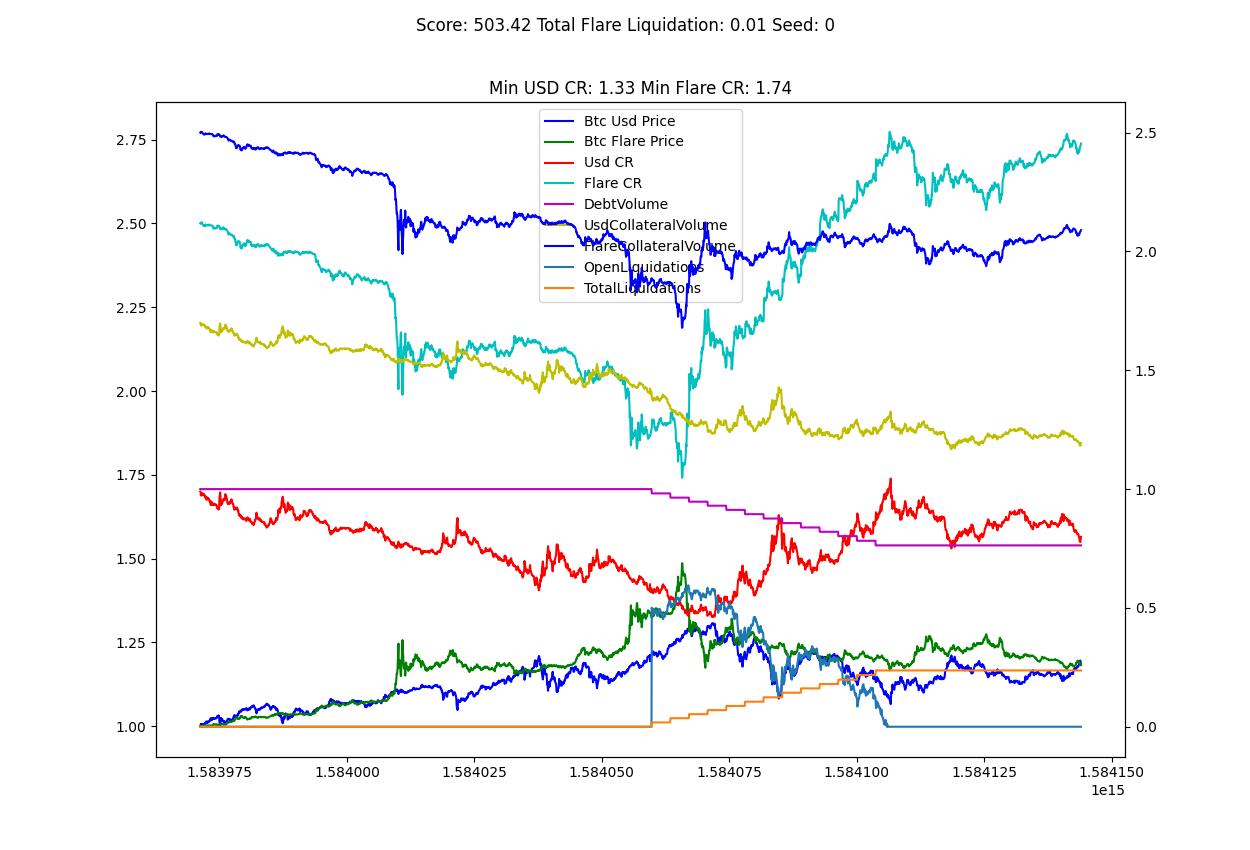 Score: 503.42 Total Flare Liquidation: 0.01 Seed: 0
Min USD CR: 1.33 Min Flare CR: 1.74
Btc Usd Price
Btc Flare Price
Usd CR
Flare CR
DebtVolume
UsdCollateralVolume
FlareCollateralVolume
OpenLiquidations
TotalLiquidations
2.75
2.50
2.25
2.00
1.75
1.50
1.25
1.00
2.5
2.0
1.5
1.0
0.5
0.0
1.583975 1.584000 1.584025 1.584050 1.584075 1.584100 1.584125 1.584150
1e15